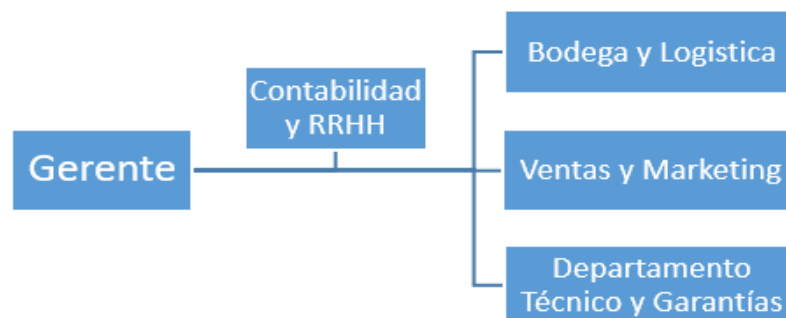 Gerente
Contabilidad
y RRHH
Bodega y Logistica
Ventas y Marketing
Departamento
Técnico y Garantías